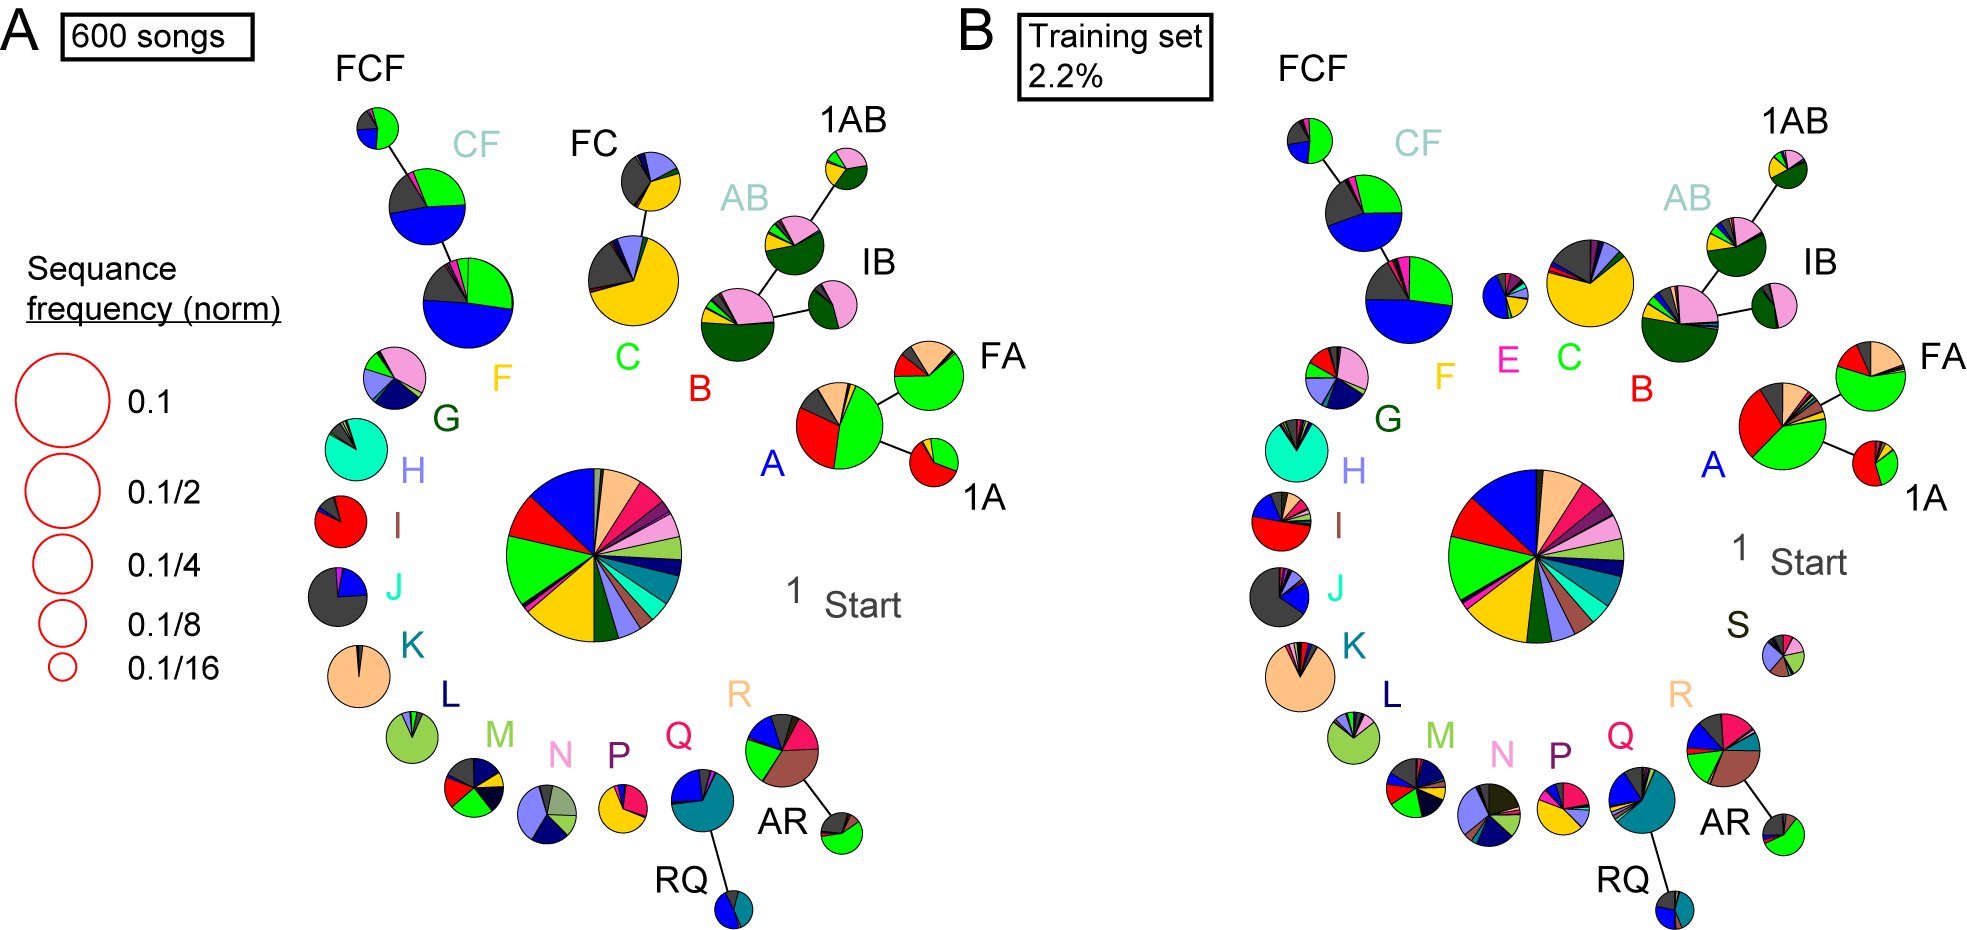 A
600 songs
FCF
CF
FC
1AB
AB
IB
FA
1A
F
C
B
A
G
H
I
J
K
L
M
N
P
Q
R
AR
RQ
1 Start
Sequance
frequency (norm)
0.1
0.1/2
0.1/4
0.1/8
0.1/16
B
Training set
2.2%
FCF
CF
1AB
AB
IB
FA
1A
F
E
C
B
A
G
H
I
J
K
L
M
N
P
Q
R
S
AR
RQ
1 Start